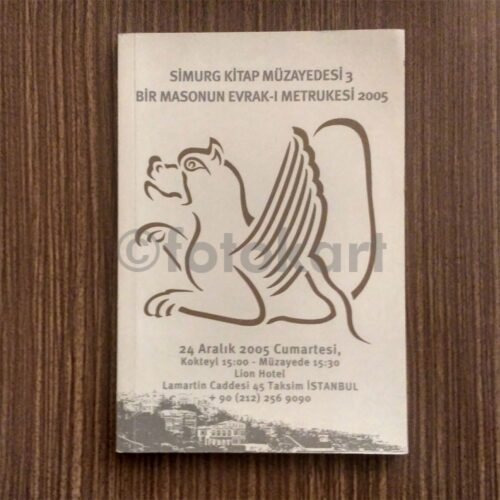 SİMURG KİTAP MÜZAYEDESİ 3
BİR MASONUN EVRAK-I METRUKESİ 2005
©fotokart
24 Aralık 2005 Cumartesi,
Kokteyl 15:00 - Müzayede 15:30
Lion Hotel
Lamartin Caddesi 45 Taksim İSTANBUL
+ 90 (212) 256 9090